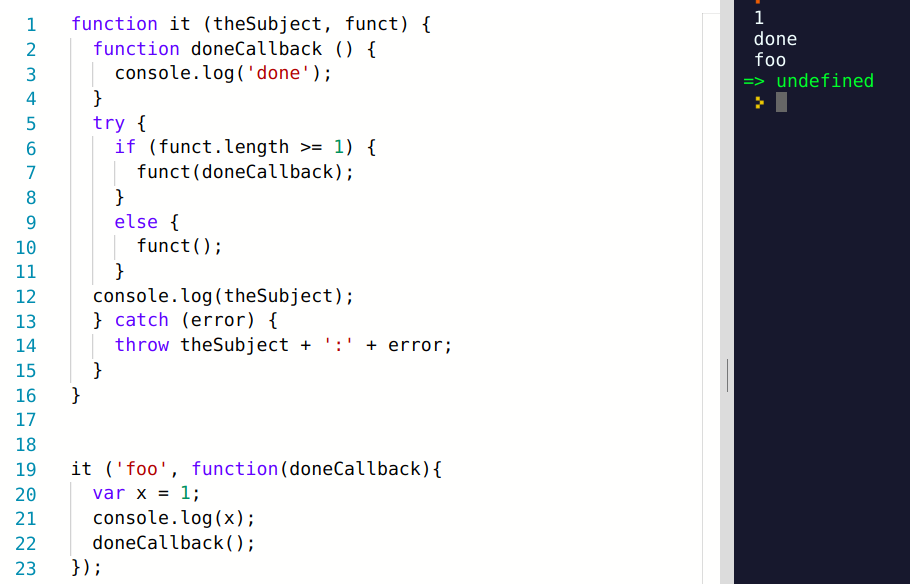 1 function it (theSubject, funct) {
2   function doneCallback () {
3     console.log('done');
4   }
5   try {
6     if (funct.length >= 1) {
7       funct(doneCallback);
8     }
9     else {
10       funct();
11     }
12   console.log(theSubject);
13   } catch (error) {
14     throw theSubject + ':' + error;
15   }
16 }
17
18
19 it ('foo', function(doneCallback){
20   var x = 1;
21   console.log(x);
22   doneCallback();
23 });
1
done
foo
=> undefined